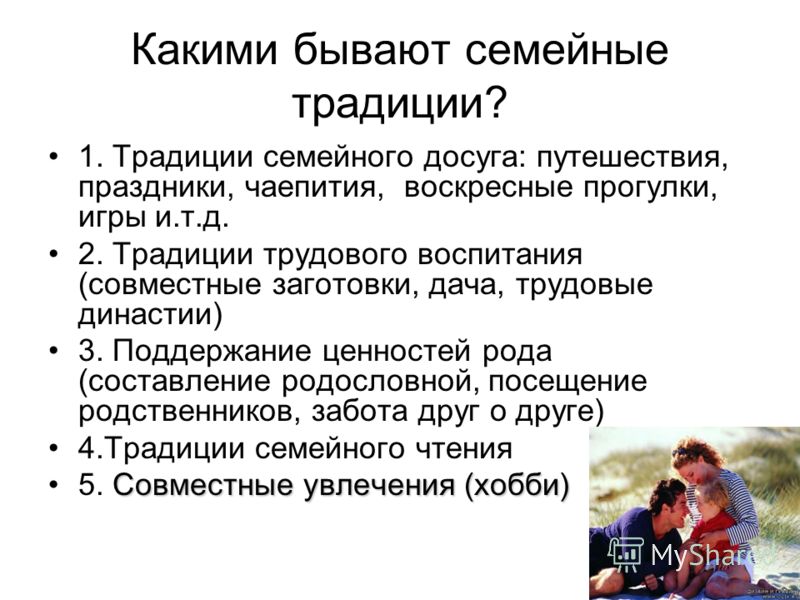 Какими бывают семейные
традиции?
• 1. Традиции семейного досуга: путешествия,
праздники, чаепития, воскресные прогулки,
игры и.т.д.
• 2. Традиции трудового воспитания
(совместные заготовки, дача, трудовые
династии)
• 3. Поддержание ценностей рода
(составление родословной, посещение
родственников, забота друг о друге)
• 4.Традиции семейного чтения
• 5. Совместные увлечения (хобби)
MyShared